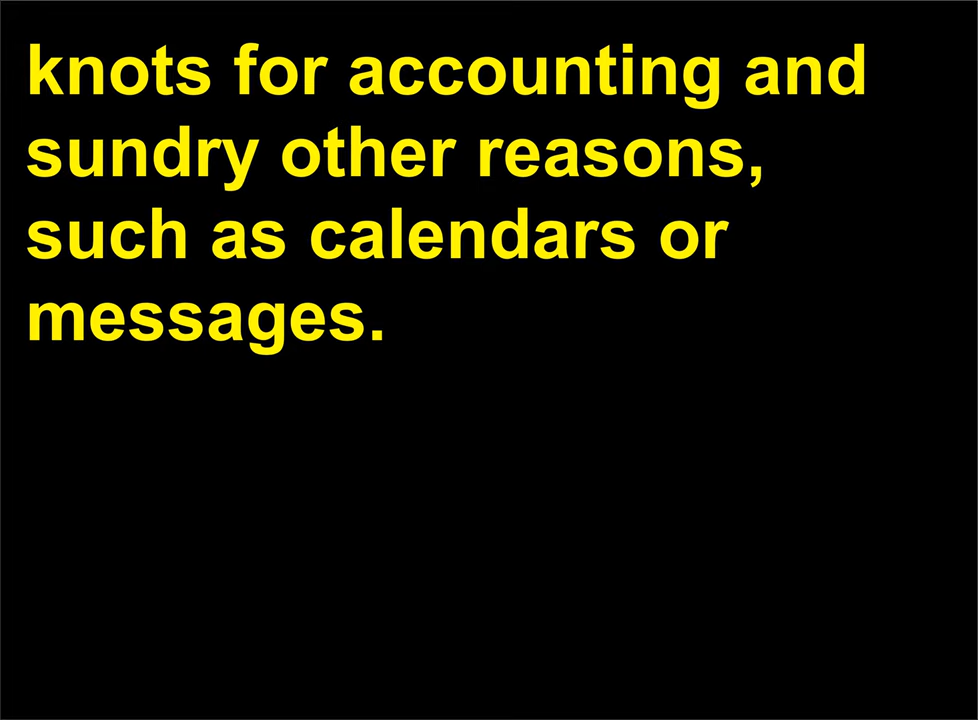 knots for accounting and
sundry other reasons,
such as calendars or
messages.